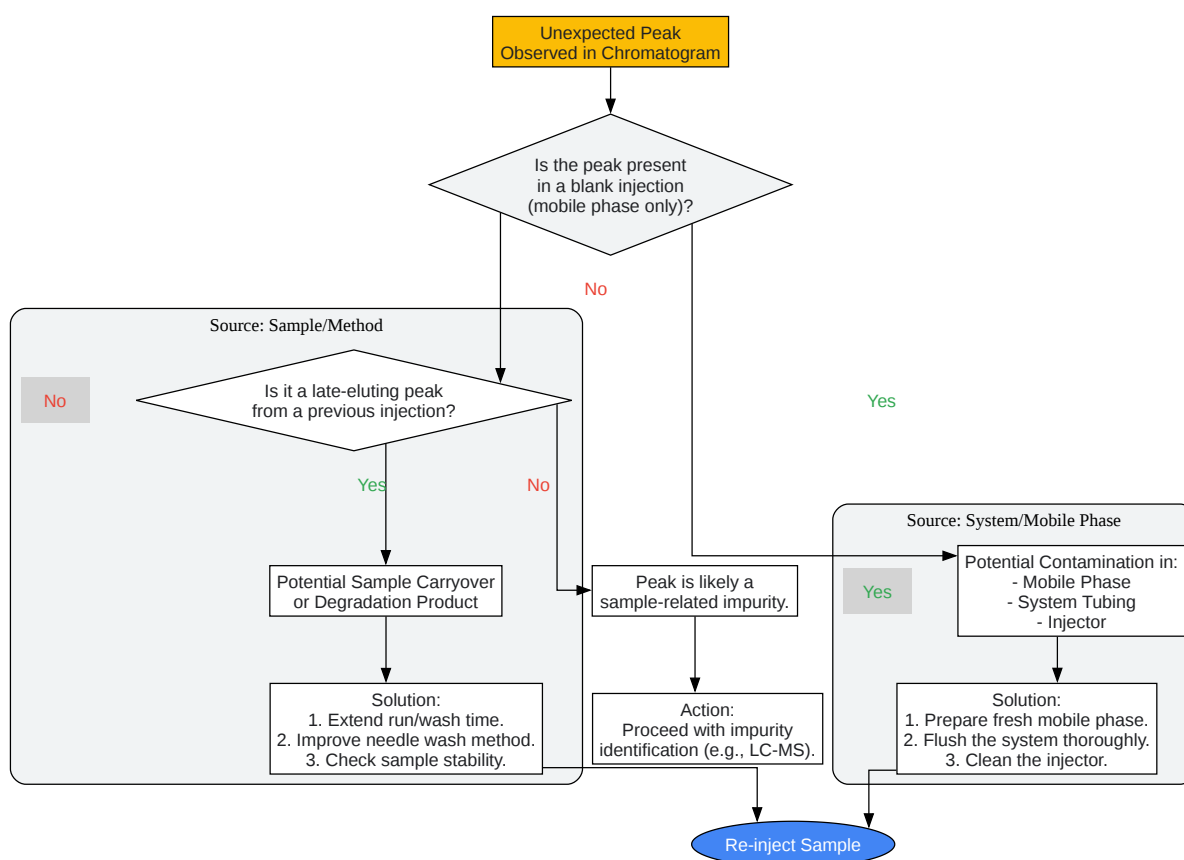 Unexpected Peak
Observed in Chromatogram
Is the peak present
in a blank injection
(mobile phase only)?
No
Source: Sample/Method
No
Is it a late-eluting peak
from a previous injection?
Yes
Yes
No
Source: System/Mobile Phase
Potential Sample Carryover
or Degradation Product
Peak is likely a
sample-related impurity.
Yes
Potential Contamination in:
- Mobile Phase
- System Tubing
- Injector
Solution:
1. Extend run/wash time.
2. Improve needle wash method.
3. Check sample stability.
Action:
Proceed with impurity
identification (e.g., LC-MS).
Solution:
1. Prepare fresh mobile phase.
2. Flush the system thoroughly.
3. Clean the injector.
Re-inject Sample